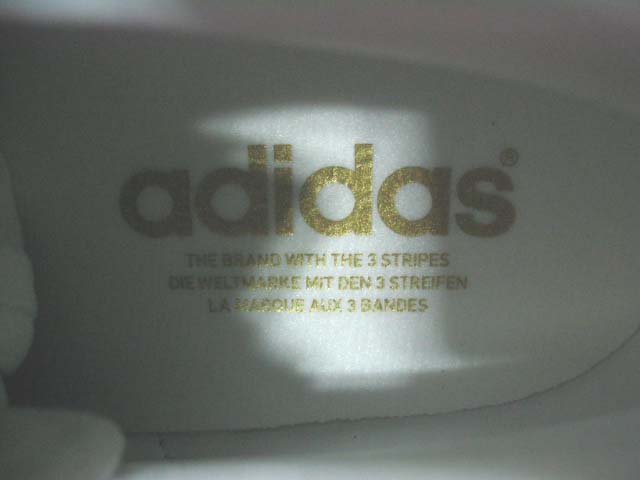 adidas®
THE BRAND WITH THE 3 STRIPES
DIE WELTMARKE MIT DEN 3 STREIFEN
LA MARQUE AUX 3 BANDES